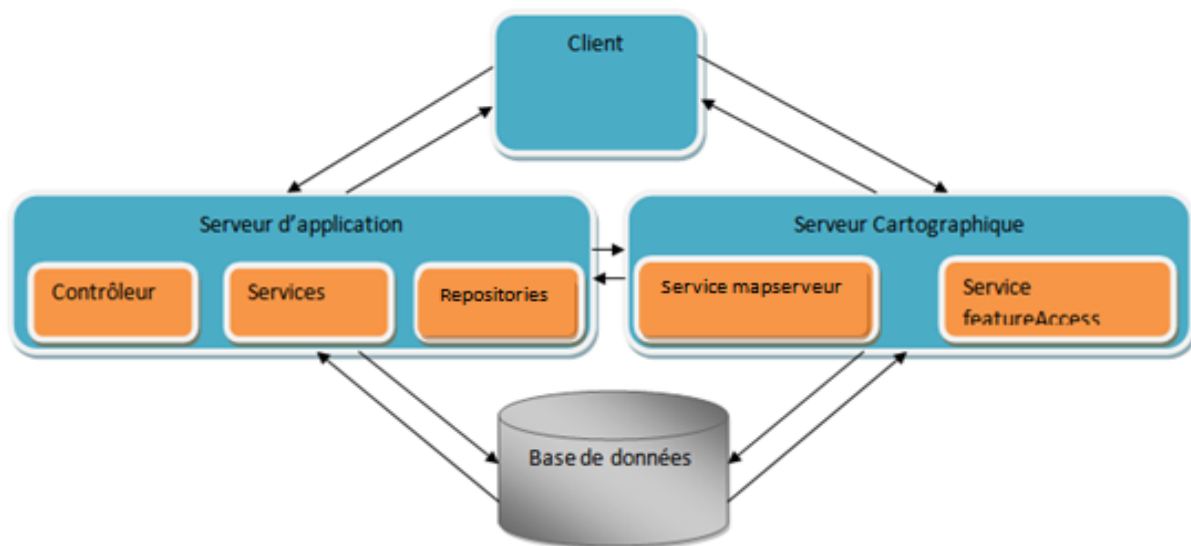 Client
Serveur d'application
Serveur Cartographique
Contrôleur
Services
Repositories
Service mapserveur
Service
featureAccess
Base de données